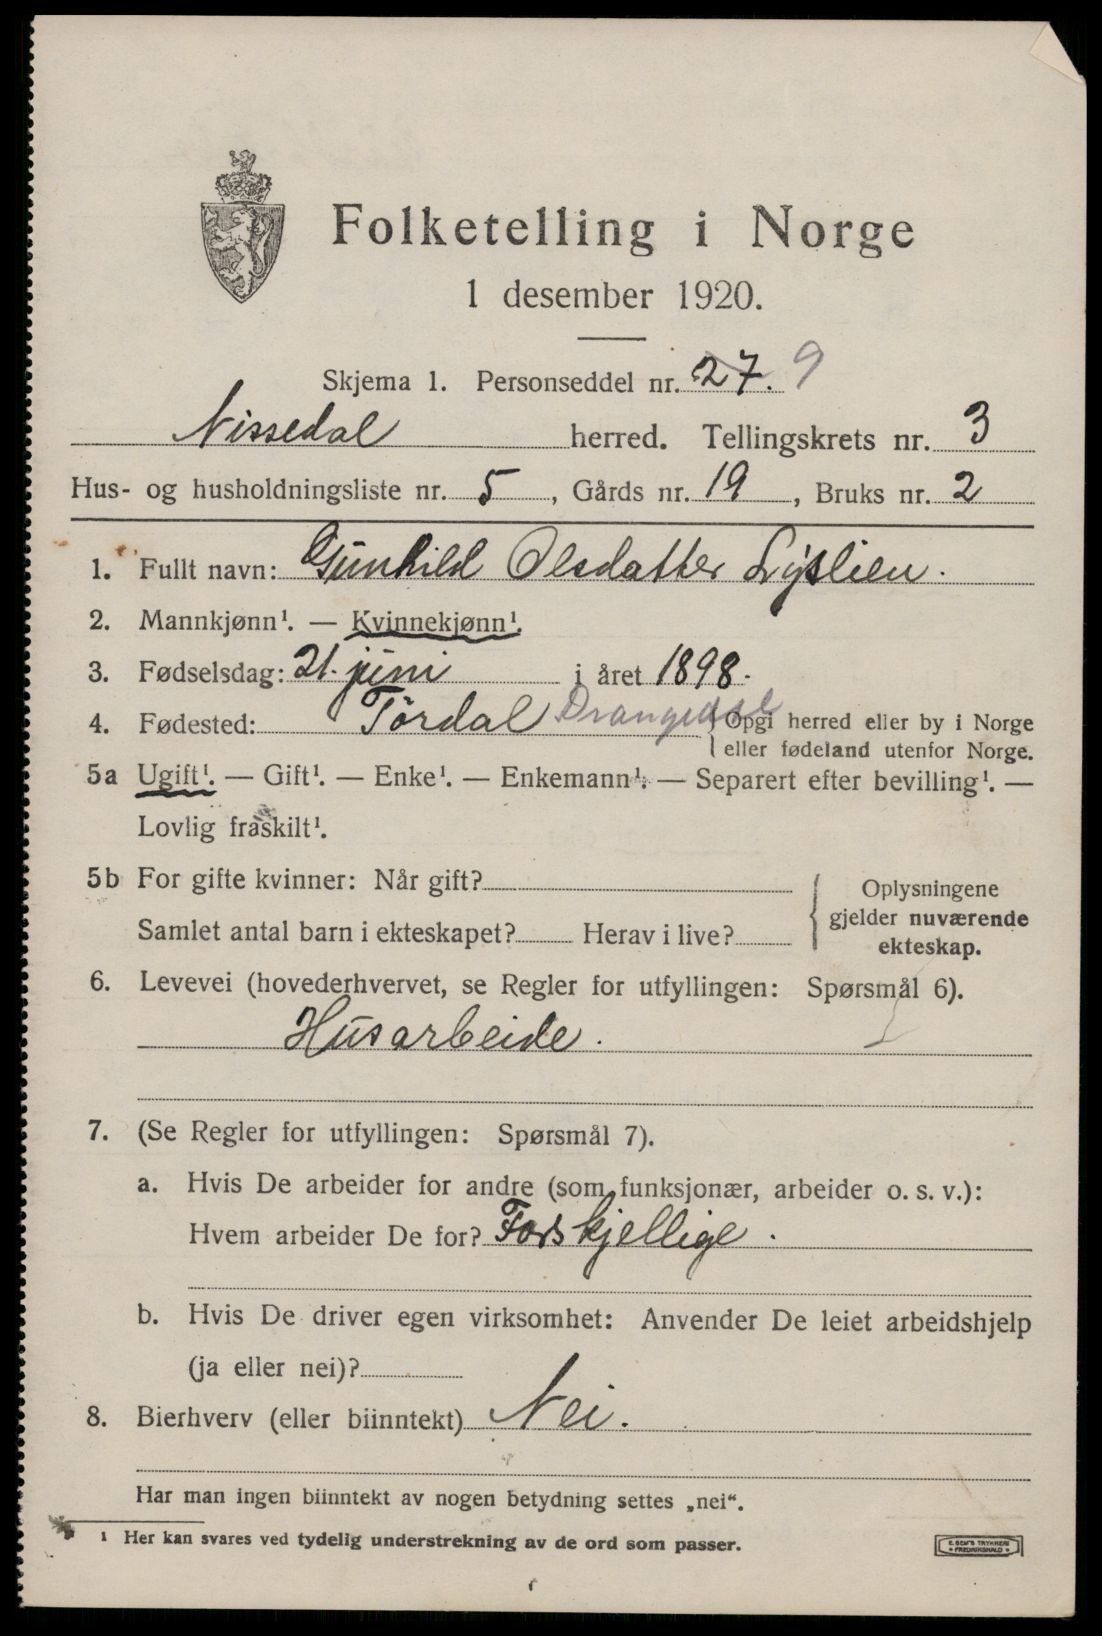 Folketelling i Norge
1 desember 1920.
Skjema 1. Personseddel nr. 27. 9
Nissedal herred. Tellingskrets nr. 3
Hus- og husholdningsliste nr. 5, Gårds nr. 19, Bruks nr. 2
1. Fullt navn: Gunhild Olsdatter Lyslien.
2. Mannkjønn¹. — Kvinnekjønn¹.
3. Fødselsdag: 21. juni i året 1898.
4. Fødested: Tørdal Drangedal { Opgi herred eller by i Norge
eller fødeland utenfor Norge.
5a Ugift¹. — Gift¹. — Enke¹. — Enkemann¹. — Separert efter bevilling¹. —
Lovlig fraskilt¹.
5b For gifte kvinner: Når gift?
Samlet antal barn i ekteskapet? Herav i live?
{ Oplysningene
gjelder nuværende
ekteskap.
6. Levevei (hovederhvervet, se Regler for utfyllingen: Spørsmål 6).
Husarbeide.
7. (Se Regler for utfyllingen: Spørsmål 7).
a. Hvis De arbeider for andre (som funksjonær, arbeider o. s. v.):
Hvem arbeider De for? Forskjellige.
b. Hvis De driver egen virksomhet: Anvender De leiet arbeidshjelp
(ja eller nei)?
8. Bierhverv (eller biinntekt) Nei.
Har man ingen biinntekt av nogen betydning settes „nei“.
¹ Her kan svares ved tydelig understrekning av de ord som passer.
E. SEM'S TRYKKERI
• FREDRIKSHALD •